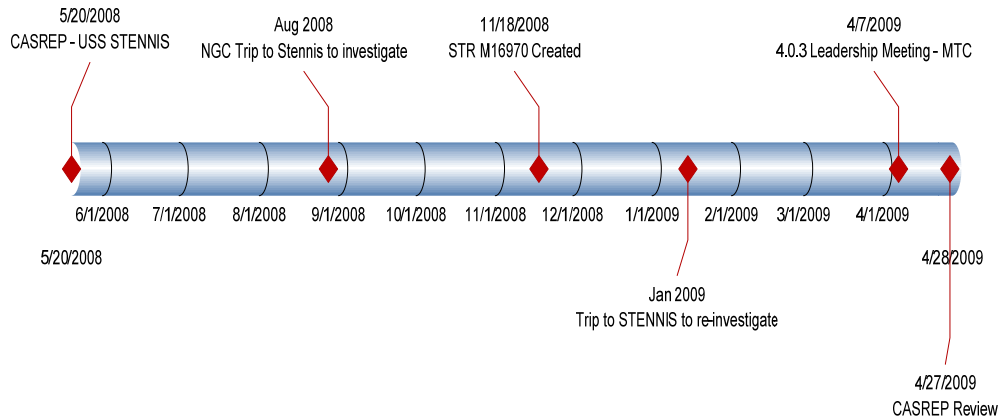 5/20/2008
CASREP - USS STENNIS
Aug 2008
NGC Trip to Stennis to investigate
11/18/2008
STR M16970 Created
4/7/2009
4.0.3 Leadership Meeting - MTC
6/1/2008
7/1/2008
8/1/2008
9/1/2008
10/1/2008
11/1/2008
12/1/2008
1/1/2009
2/1/2009
3/1/2009
4/1/2009
5/20/2008
4/28/2009
Jan 2009
Trip to STENNIS to re-investigate
4/27/2009
CASREP Review